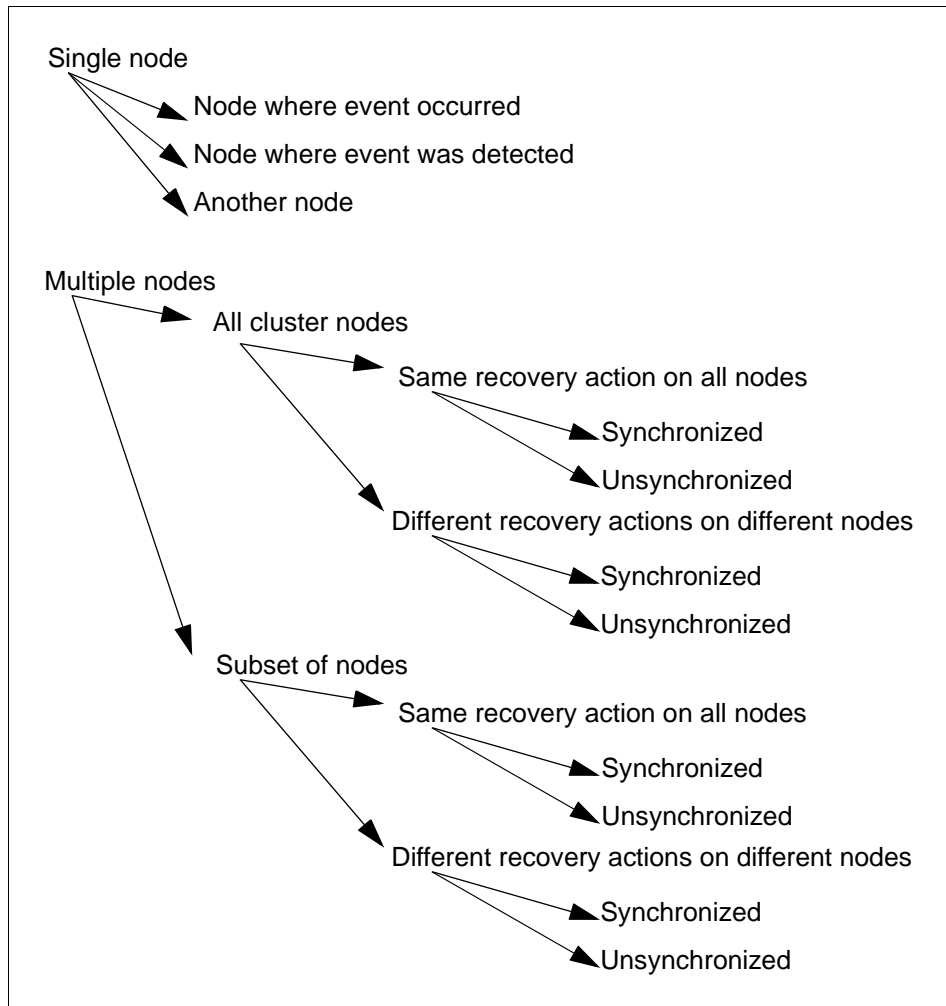 Single node
Node where event occurred
Node where event was detected
Another node
Multiple nodes
All cluster nodes
Same recovery action on all nodes
Synchronized
Unsynchronized
Different recovery actions on different nodes
Synchronized
Unsynchronized
Subset of nodes
Same recovery action on all nodes
Synchronized
Unsynchronized
Different recovery actions on different nodes
Synchronized
Unsynchronized